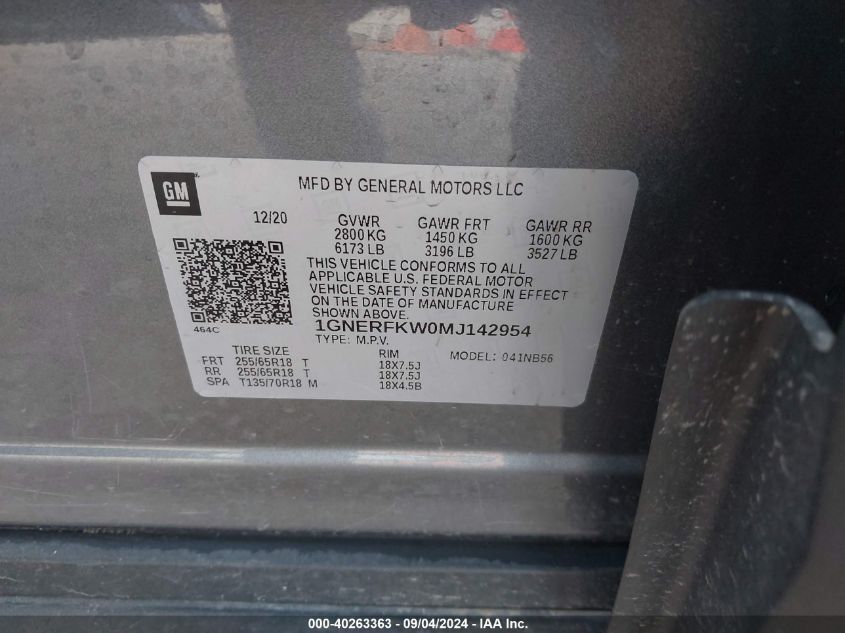 GM
MFD BY GENERAL MOTORS LLC
12/20 GVWR GAWR FRT GAWR RR
2800 KG 1450 KG 1600 KG
6173 LB 3196 LB 3527 LB
THIS VEHICLE CONFORMS TO ALL
APPLICABLE U.S. FEDERAL MOTOR
VEHICLE SAFETY STANDARDS IN EFFECT
ON THE DATE OF MANUFACTURE
SHOWN ABOVE.
464C
1GNERFKW0MJ142954
TYPE: M.P.V. MODEL: 041NB56
TIRE SIZE RIM
FRT 255/65R18 T 18X7.5J
RR 255/65R18 T 18X7.5J
SPA T135/70R18 M 18X4.5B
000-40263363 - 09/04/2024 - IAA Inc.